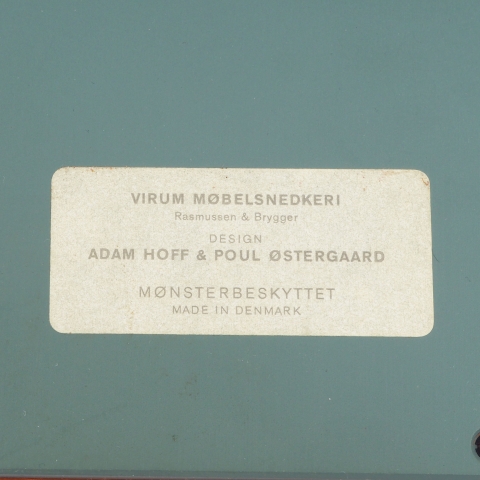 VIRUM MØBELSNEDKERI
Rasmussen & Brygger
DESIGN
ADAM HOFF & POUL ØSTERGAARD
MØNSTERBESKYTTET
MADE IN DENMARK